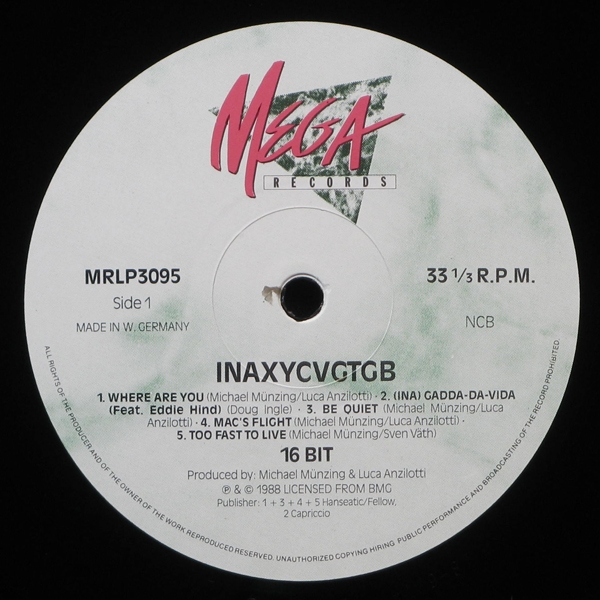 MEGA
RECORDS
MRLP3095
Side 1
MADE IN W. GERMANY
33 1/3 R.P.M.
NCB
INAXYCVGTGB
1. WHERE ARE YOU (Michael Münzing/Luca Anzilotti) · 2. (INA) GADDA-DA-VIDA
(Feat. Eddie Hind) (Doug Ingle) · 3. BE QUIET (Michael Münzing/Luca
Anzilotti) · 4. MAC'S FLIGHT (Michael Münzing/Luca Anzilotti) ·
5. TOO FAST TO LIVE (Michael Münzing/Sven Väth)
16 BIT
Produced by: Michael Münzing & Luca Anzilotti
℗ & © 1988 LICENSED FROM BMG
Publisher: 1 + 3 + 4 + 5 Hanseatic/Fellow,
2 Capriccio
ALL RIGHTS OF THE PRODUCER AND OF THE OWNER OF THE WORK REPRODUCED RESERVED. UNAUTHORIZED COPYING HIRING PUBLIC PERFORMANCE AND BROADCASTING OF THE RECORD PROHIBITED.